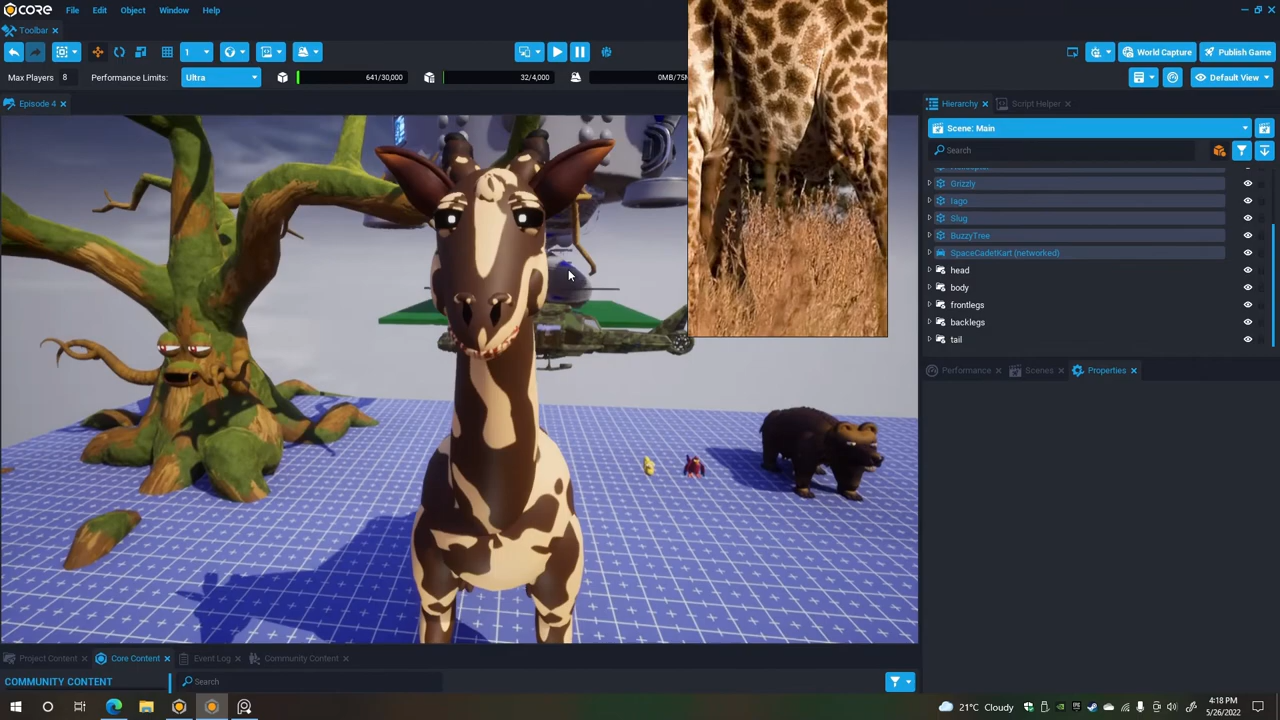 CORE File Edit Object Window Help
Toolbar
1 World Capture Publish Game
Max Players 8 Performance Limits: Ultra 641/30,000 32/4,000 Default View
Episode 4 Hierarchy Script Helper
Scene: Main
Search
Grizzly
Iago
Slug
BuzzyTree
SpaceCadetKart (networked)
head
body
frontlegs
backlegs
tail
Performance Scenes Properties
Project Content Core Content Event Log Community Content
COMMUNITY CONTENT Search
21°C Cloudy 4:18 PM
5/26/2022